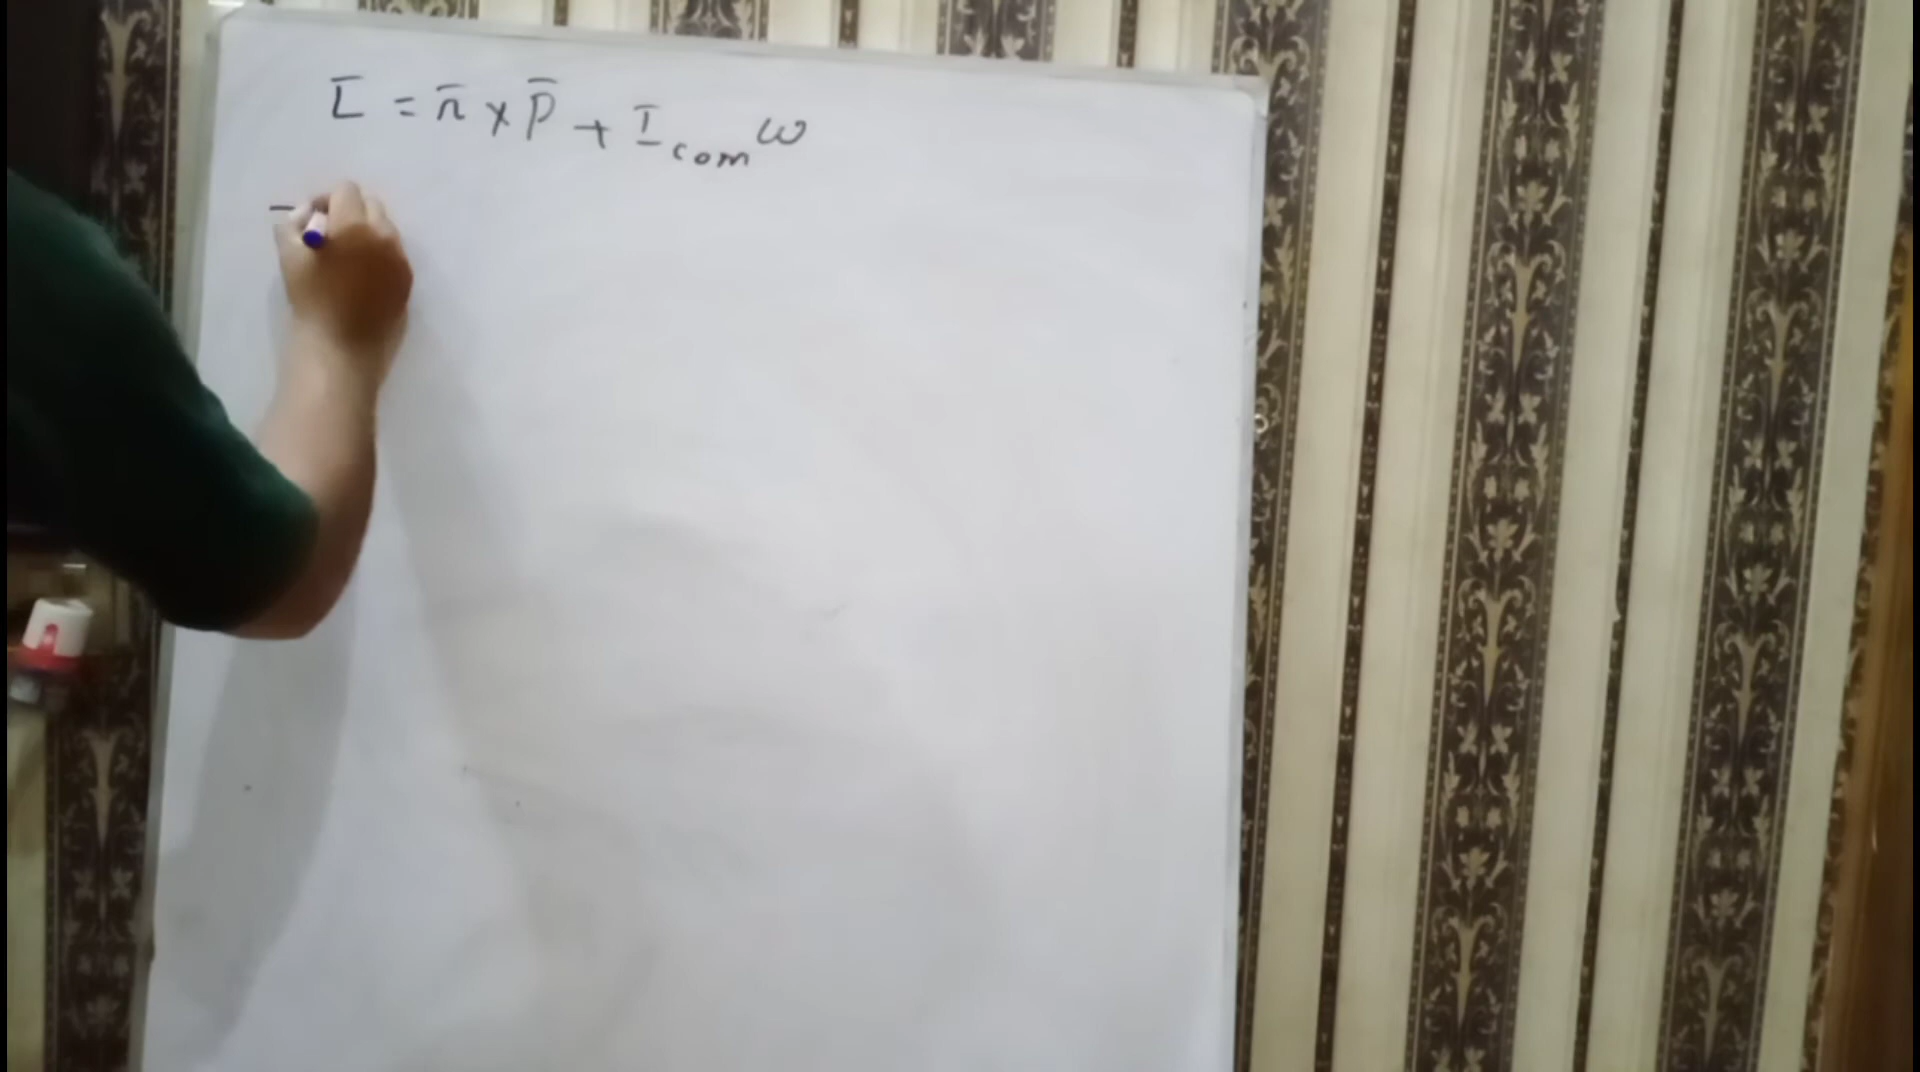 L̄ = r̄ × P̄ + I_com ω